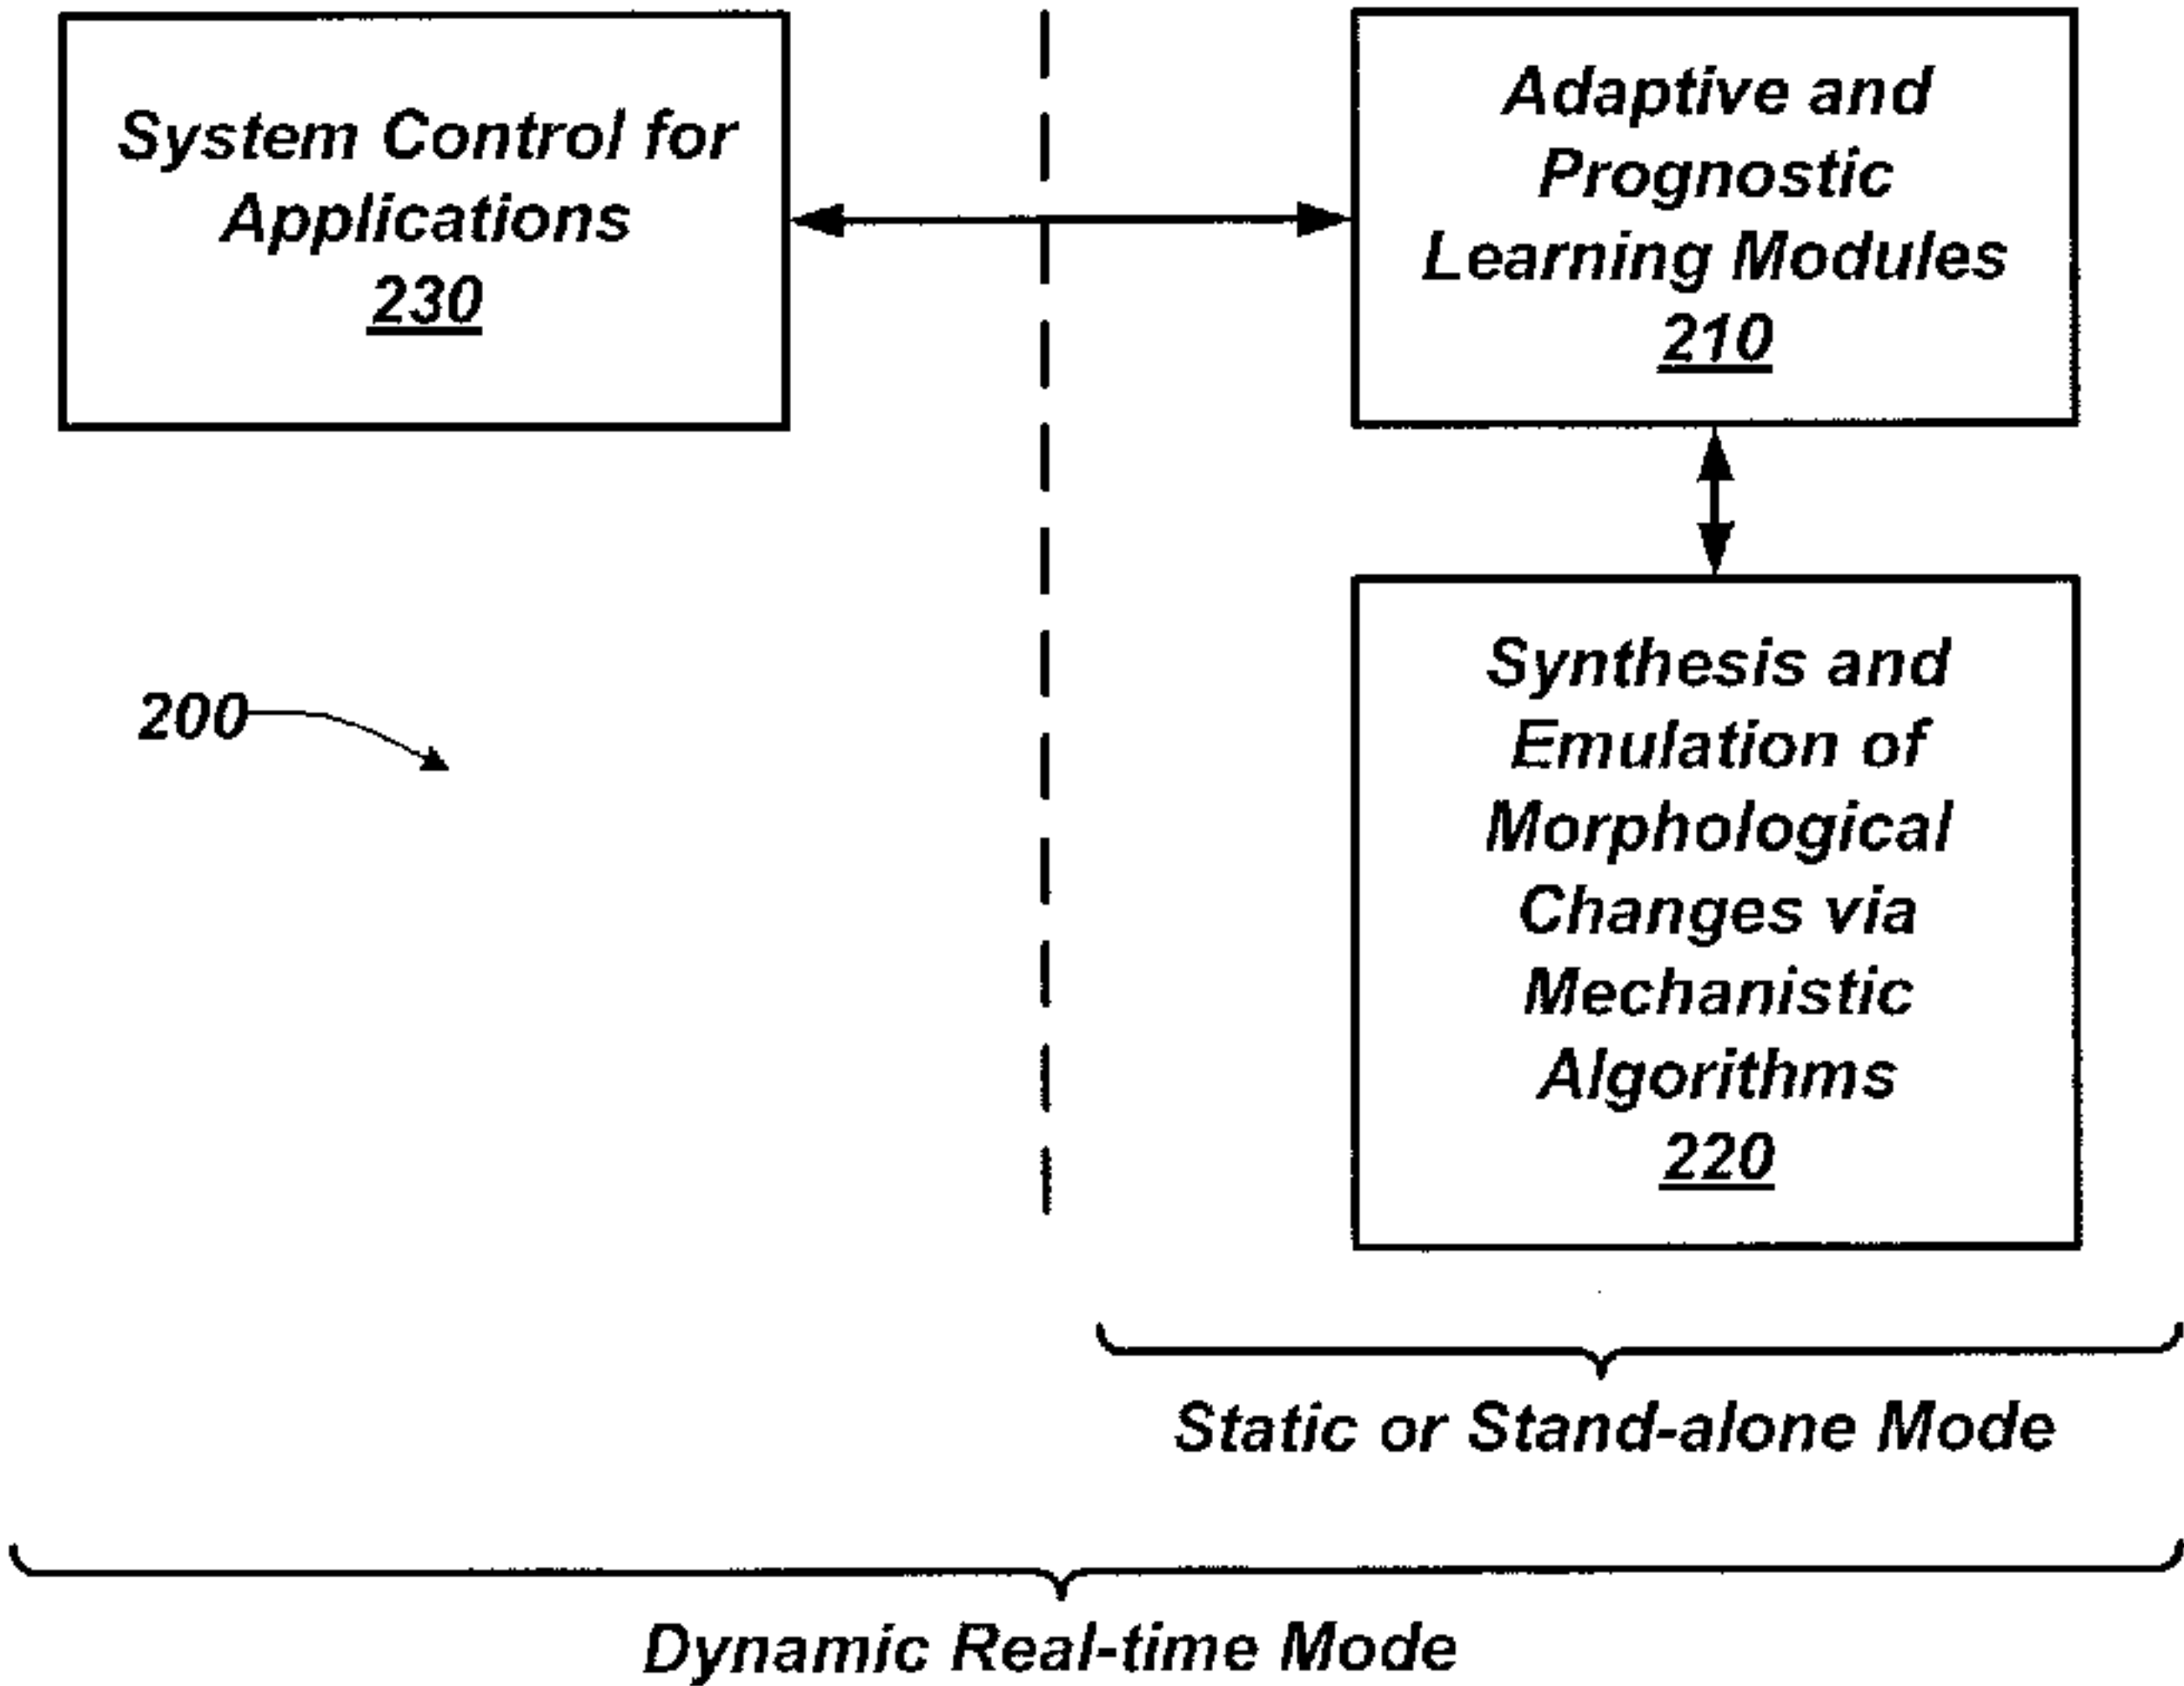 System Control for
Applications
230
Adaptive and
Prognostic
Learning Modules
210
200
Synthesis and
Emulation of
Morphological
Changes via
Mechanistic
Algorithms
220
Static or Stand-alone Mode
Dynamic Real-time Mode